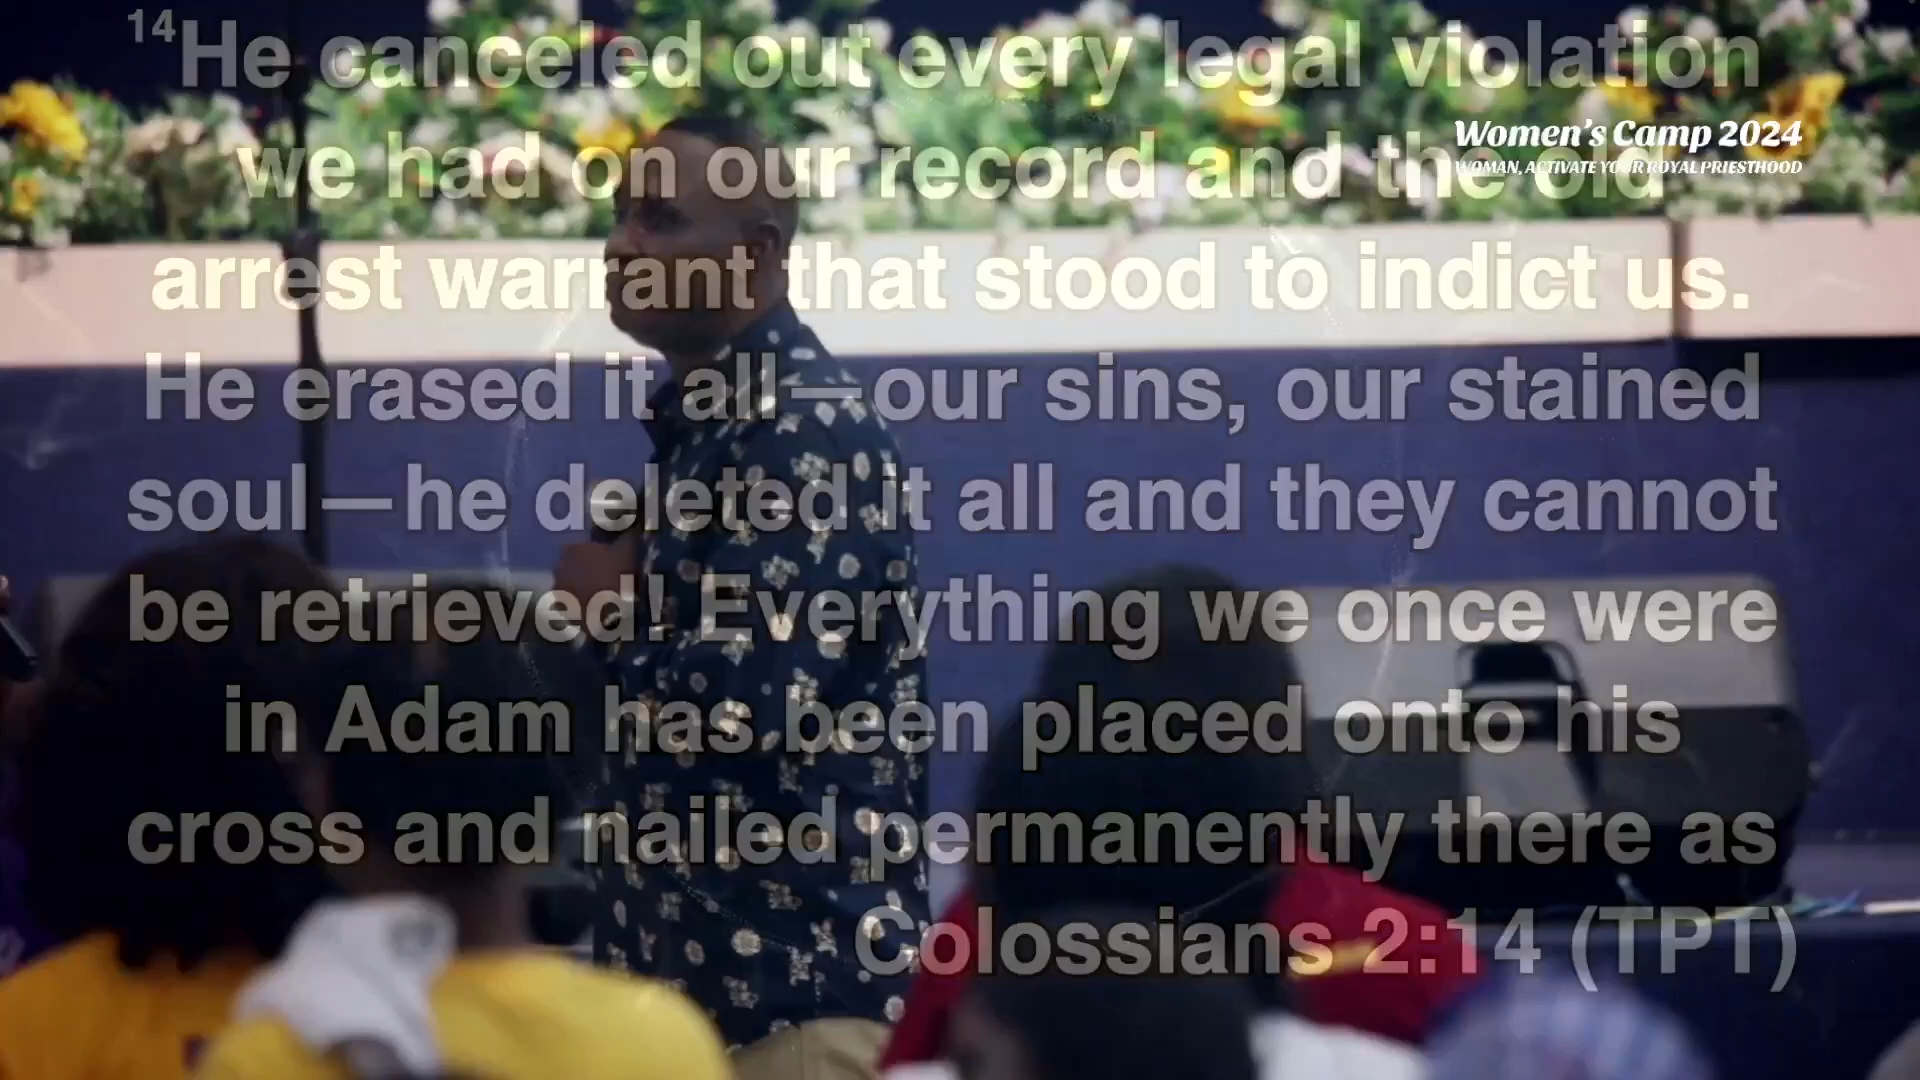 14He canceled out every legal violation
Women's Camp 2024
WOMAN, ACTIVATE YOUR ROYAL PRIESTHOOD
we had on our record and the old
arrest warrant that stood to indict us.
He erased it all—our sins, our stained
soul—he deleted it all and they cannot
be retrieved! Everything we once were
in Adam has been placed onto his
cross and nailed permanently there as
Colossians 2:14 (TPT)